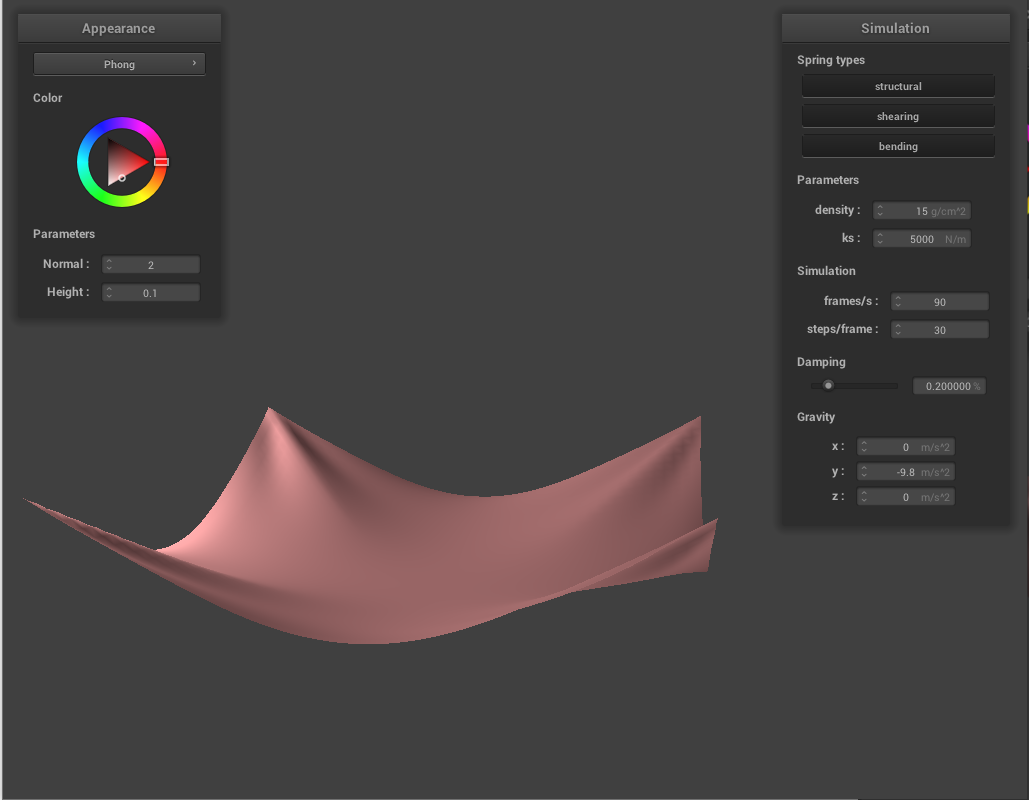 Appearance
Phong
Color
Parameters
Normal : 2
Height : 0.1
Simulation
Spring types
structural
shearing
bending
Parameters
density : 15 g/cm^2
ks : 5000 N/m
Simulation
frames/s : 90
steps/frame : 30
Damping
0.200000 %
Gravity
x : 0 m/s^2
y : -9.8 m/s^2
z : 0 m/s^2